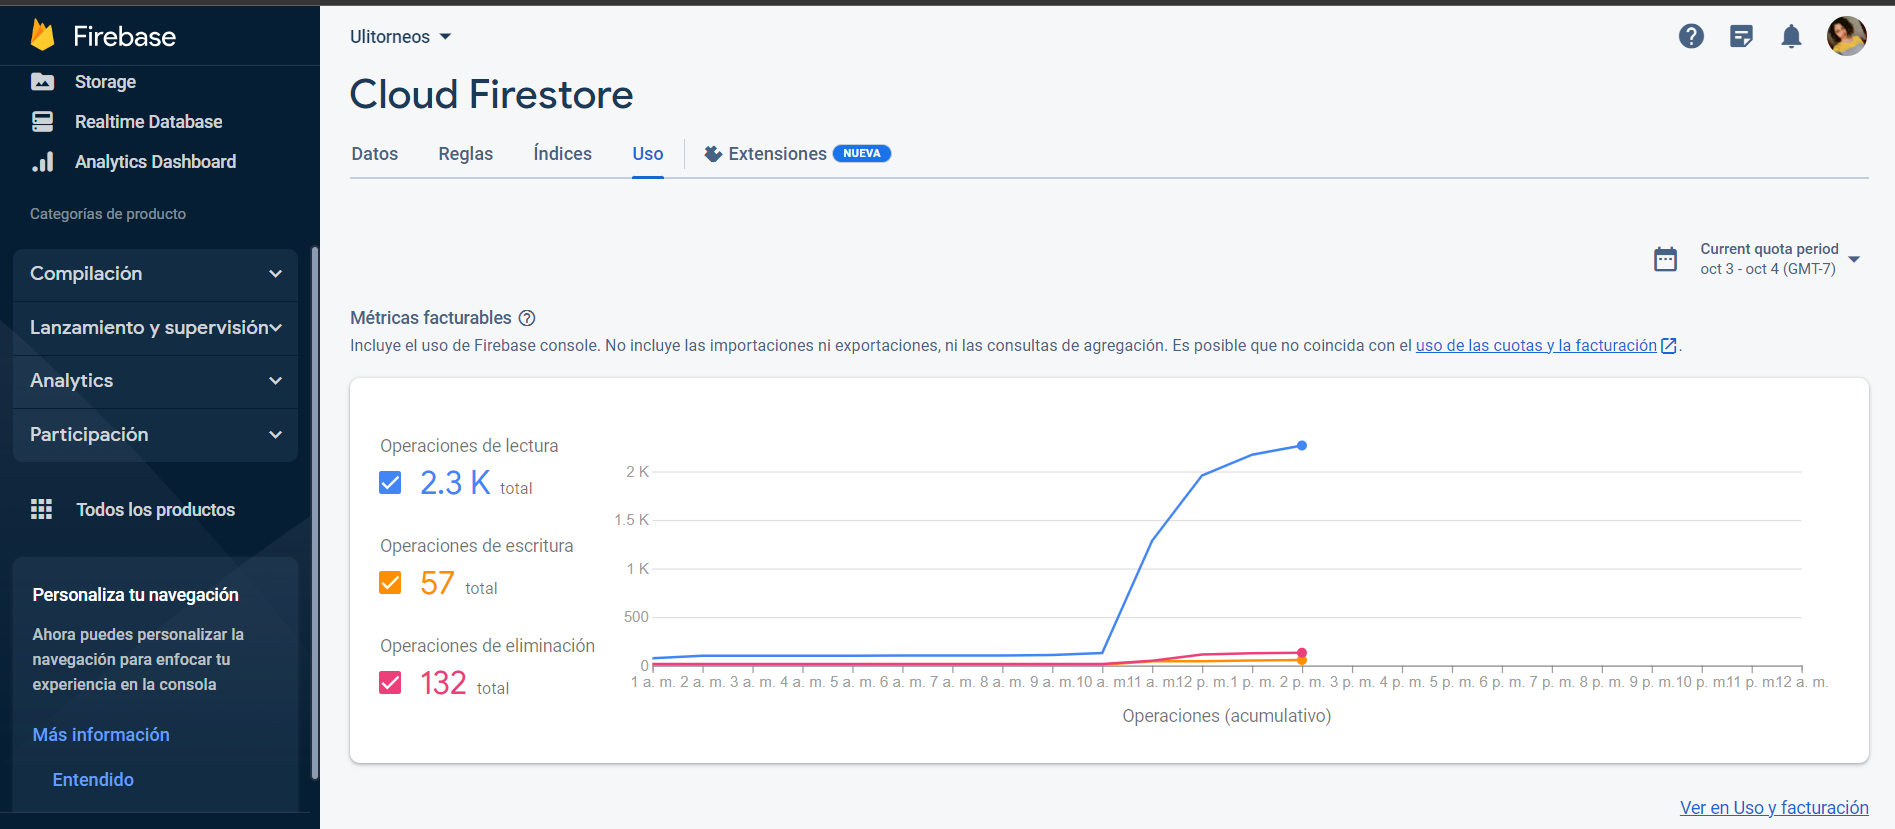 Firebase
Storage
Realtime Database
Analytics Dashboard
Categorías de producto
Compilación
Lanzamiento y supervisión
Analytics
Participación
Todos los productos
Personaliza tu navegación
Ahora puedes personalizar la
navegación para enfocar tu
experiencia en la consola
Más información
Entendido
Ulitorneos
Cloud Firestore
Datos Reglas Índices Uso Extensiones NUEVA
Current quota period
oct 3 - oct 4 (GMT-7)
Métricas facturables
Incluye el uso de Firebase console. No incluye las importaciones ni exportaciones, ni las consultas de agregación. Es posible que no coincida con el uso de las cuotas y la facturación.
Operaciones de lectura
2.3 K total
Operaciones de escritura
57 total
Operaciones de eliminación
132 total
2 K
1.5 K
1 K
500
0
1 a. m. 2 a. m. 3 a. m. 4 a. m. 5 a. m. 6 a. m. 7 a. m. 8 a. m. 9 a. m. 10 a. m. 11 a. m. 12 p. m. 1 p. m. 2 p. m. 3 p. m. 4 p. m. 5 p. m. 6 p. m. 7 p. m. 8 p. m. 9 p. m. 10 p. m. 11 p. m. 12 a. m.
Operaciones (acumulativo)
Ver en Uso y facturación